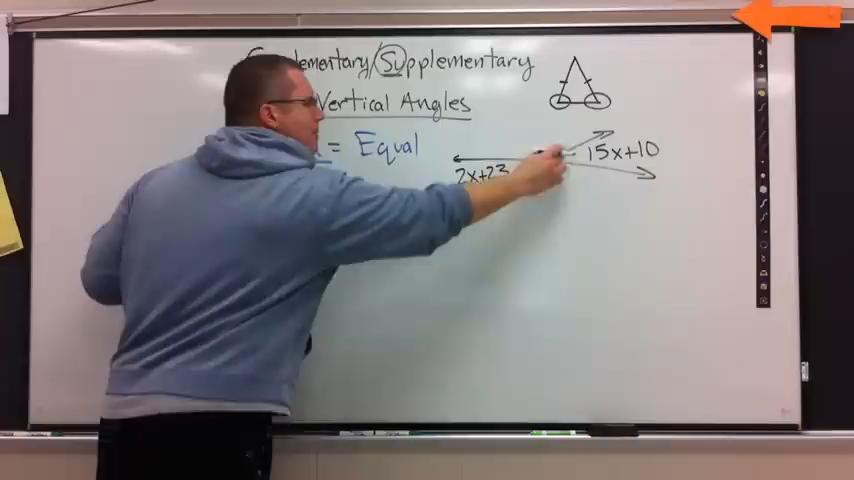 Supplementary
Vertical Angles
= Equal
15x+10
2x+23